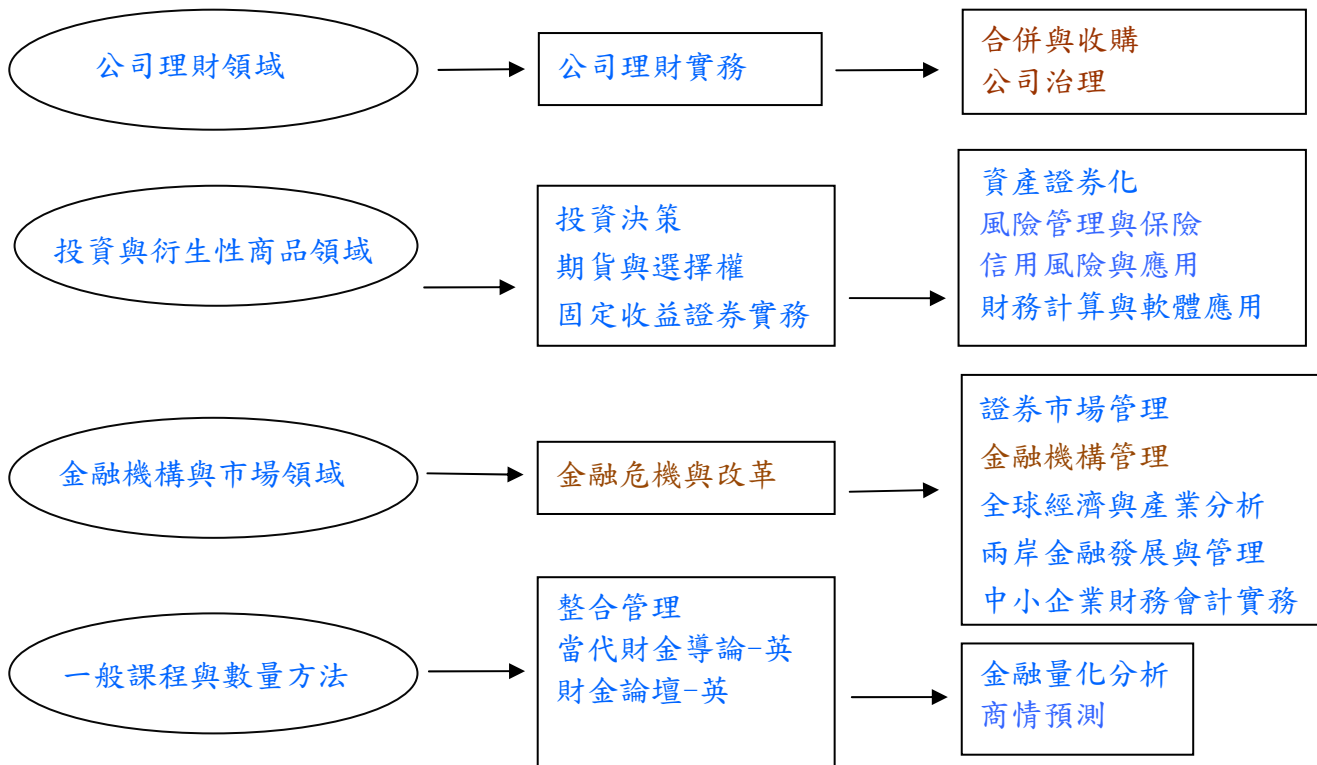 公司理財領域
公司理財實務
合併與收購
公司治理
投資與衍生性商品領域
投資決策
期貨與選擇權
固定收益證券實務
資產證券化
風險管理與保險
信用風險與應用
財務計算與軟體應用
金融機構與市場領域
金融危機與改革
證券市場管理
金融機構管理
全球經濟與產業分析
兩岸金融發展與管理
中小企業財務會計實務
一般課程與數量方法
整合管理
當代財金導論-英
財金論壇-英
金融量化分析
商情預測